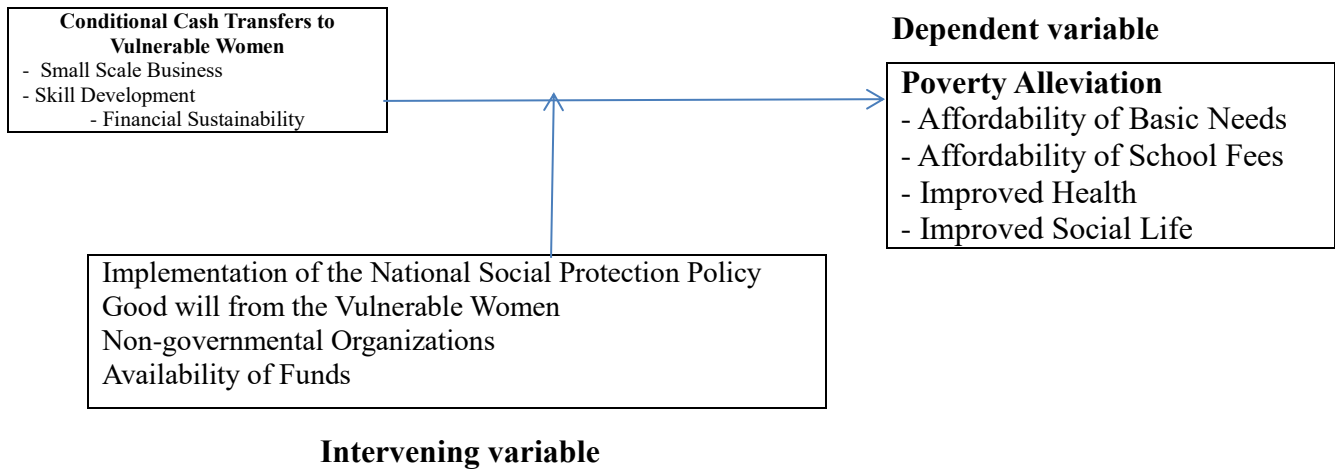 Conditional Cash Transfers to
Vulnerable Women
- Small Scale Business
- Skill Development
- Financial Sustainability
Dependent variable
Poverty Alleviation
- Affordability of Basic Needs
- Affordability of School Fees
- Improved Health
- Improved Social Life
Implementation of the National Social Protection Policy
Good will from the Vulnerable Women
Non-governmental Organizations
Availability of Funds
Intervening variable